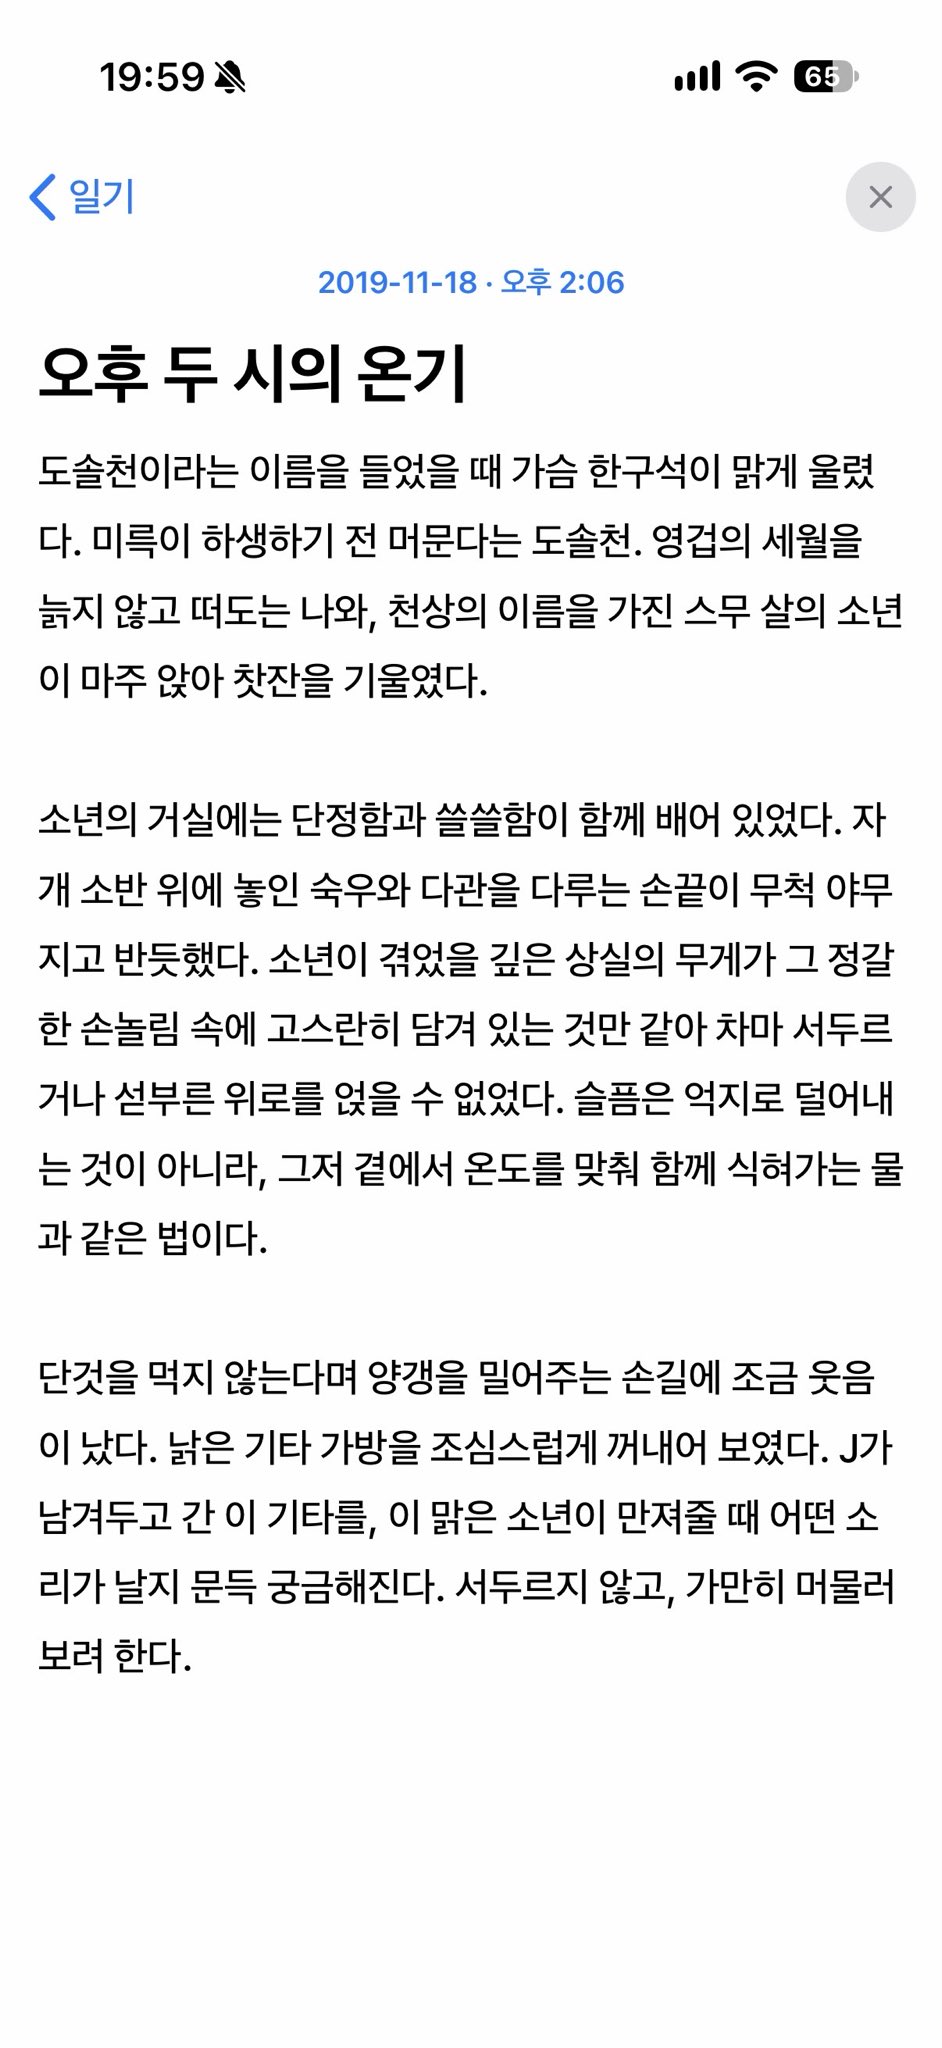 19:59
65
일기
2019-11-18 · 오후 2:06
오후 두 시의 온기
도솔천이라는 이름을 들었을 때 가슴 한구석이 맑게 울렸
다. 미륵이 하생하기 전 머문다는 도솔천. 영겁의 세월을
늙지 않고 떠도는 나와, 천상의 이름을 가진 스무 살의 소년
이 마주 앉아 찻잔을 기울였다.
소년의 거실에는 단정함과 쓸쓸함이 함께 배어 있었다. 자
개 소반 위에 놓인 숙우와 다관을 다루는 손끝이 무척 야무
지고 반듯했다. 소년이 겪었을 깊은 상실의 무게가 그 정갈
한 손놀림 속에 고스란히 담겨 있는 것만 같아 차마 서두르
거나 섣부른 위로를 얹을 수 없었다. 슬픔은 억지로 덜어내
는 것이 아니라, 그저 곁에서 온도를 맞춰 함께 식혀가는 물
과 같은 법이다.
단것을 먹지 않는다며 양갱을 밀어주는 손길에 조금 웃음
이 났다. 낡은 기타 가방을 조심스럽게 꺼내어 보였다. J가
남겨두고 간 이 기타를, 이 맑은 소년이 만져줄 때 어떤 소
리가 날지 문득 궁금해진다. 서두르지 않고, 가만히 머물러
보려 한다.